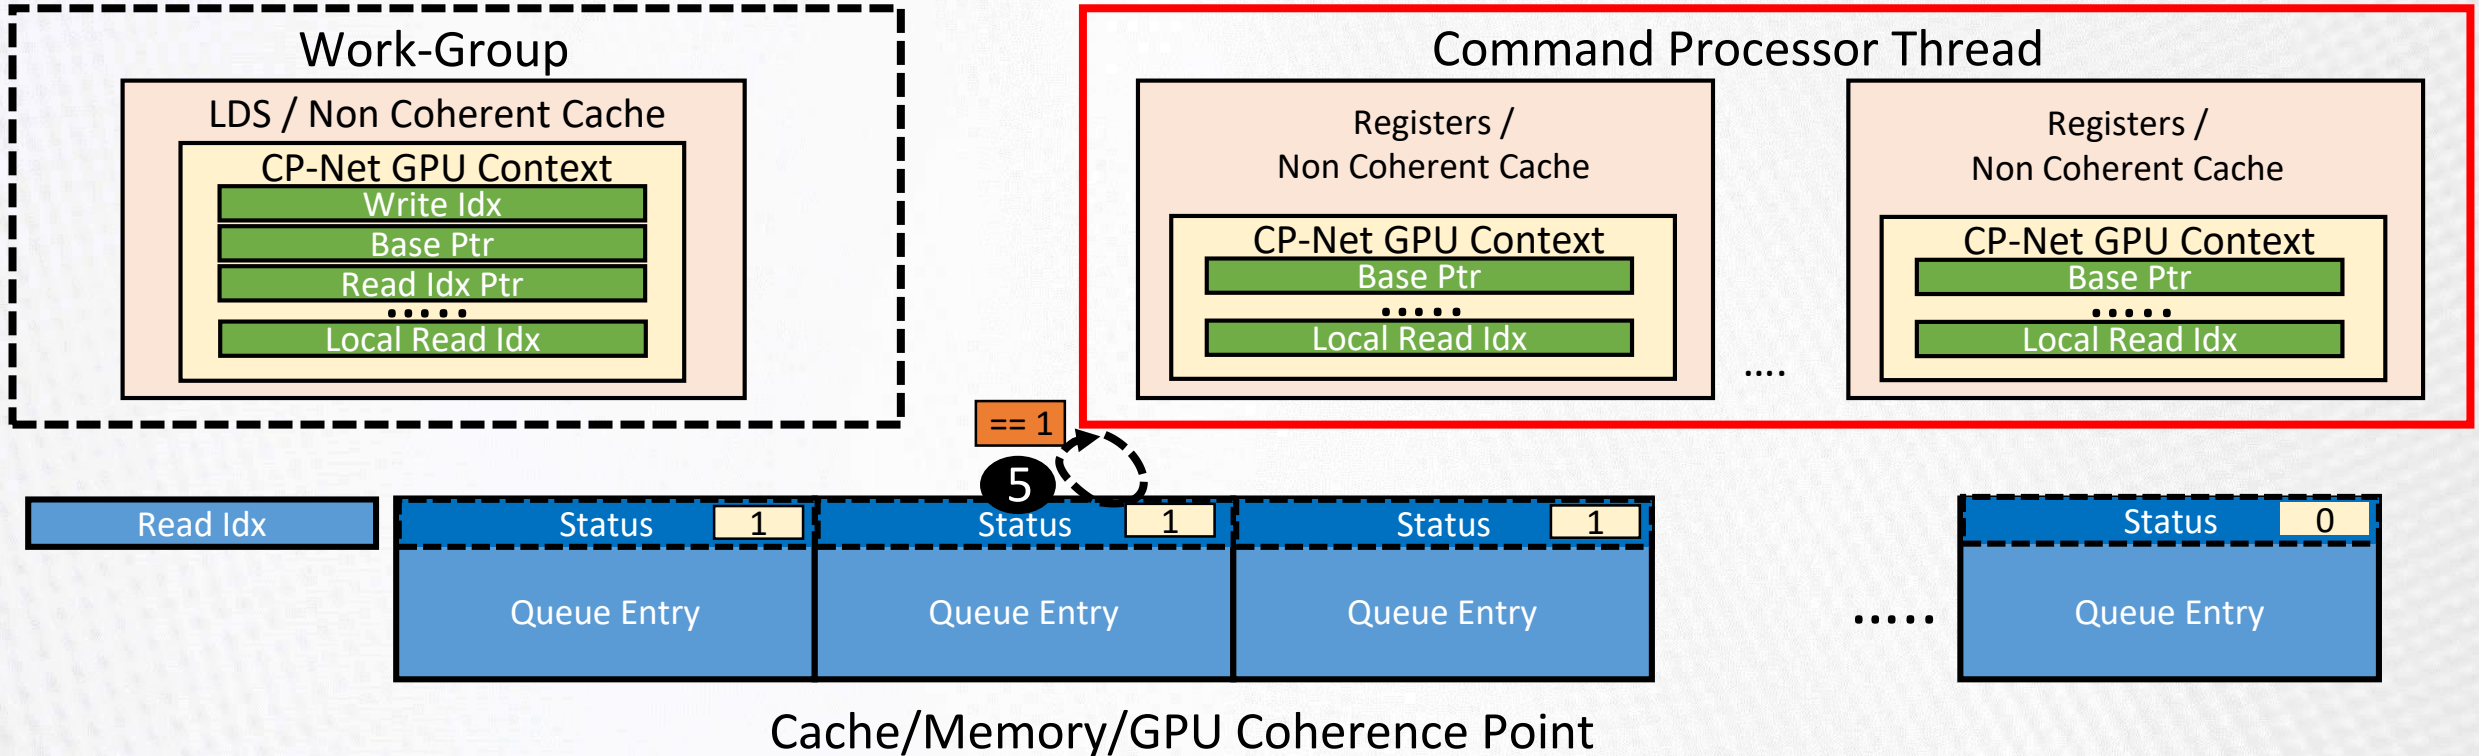 Work-Group
LDS / Non Coherent Cache
CP-Net GPU Context
Write Idx
Base Ptr
Read Idx Ptr
.....
Local Read Idx
Command Processor Thread
Registers /
Non Coherent Cache
CP-Net GPU Context
Base Ptr
.....
Local Read Idx
....
Registers /
Non Coherent Cache
CP-Net GPU Context
Base Ptr
.....
Local Read Idx
== 1
5
Read Idx
Status 1
Queue Entry
Status 1
Queue Entry
Status 1
Queue Entry
.....
Status 0
Queue Entry
Cache/Memory/GPU Coherence Point